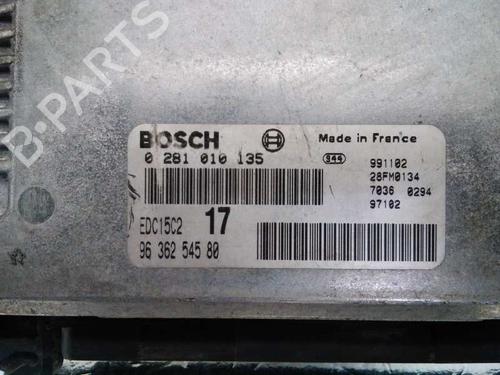 B-PARTS
BOSCH
Made in France
0 281 010 135
S44
991102
28FM0134
7036 0294
97102
EDC15C2 17
96 362 545 80